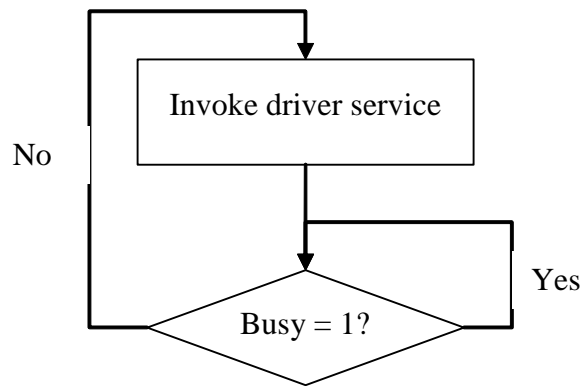 Invoke driver service
No
Yes
Busy = 1?